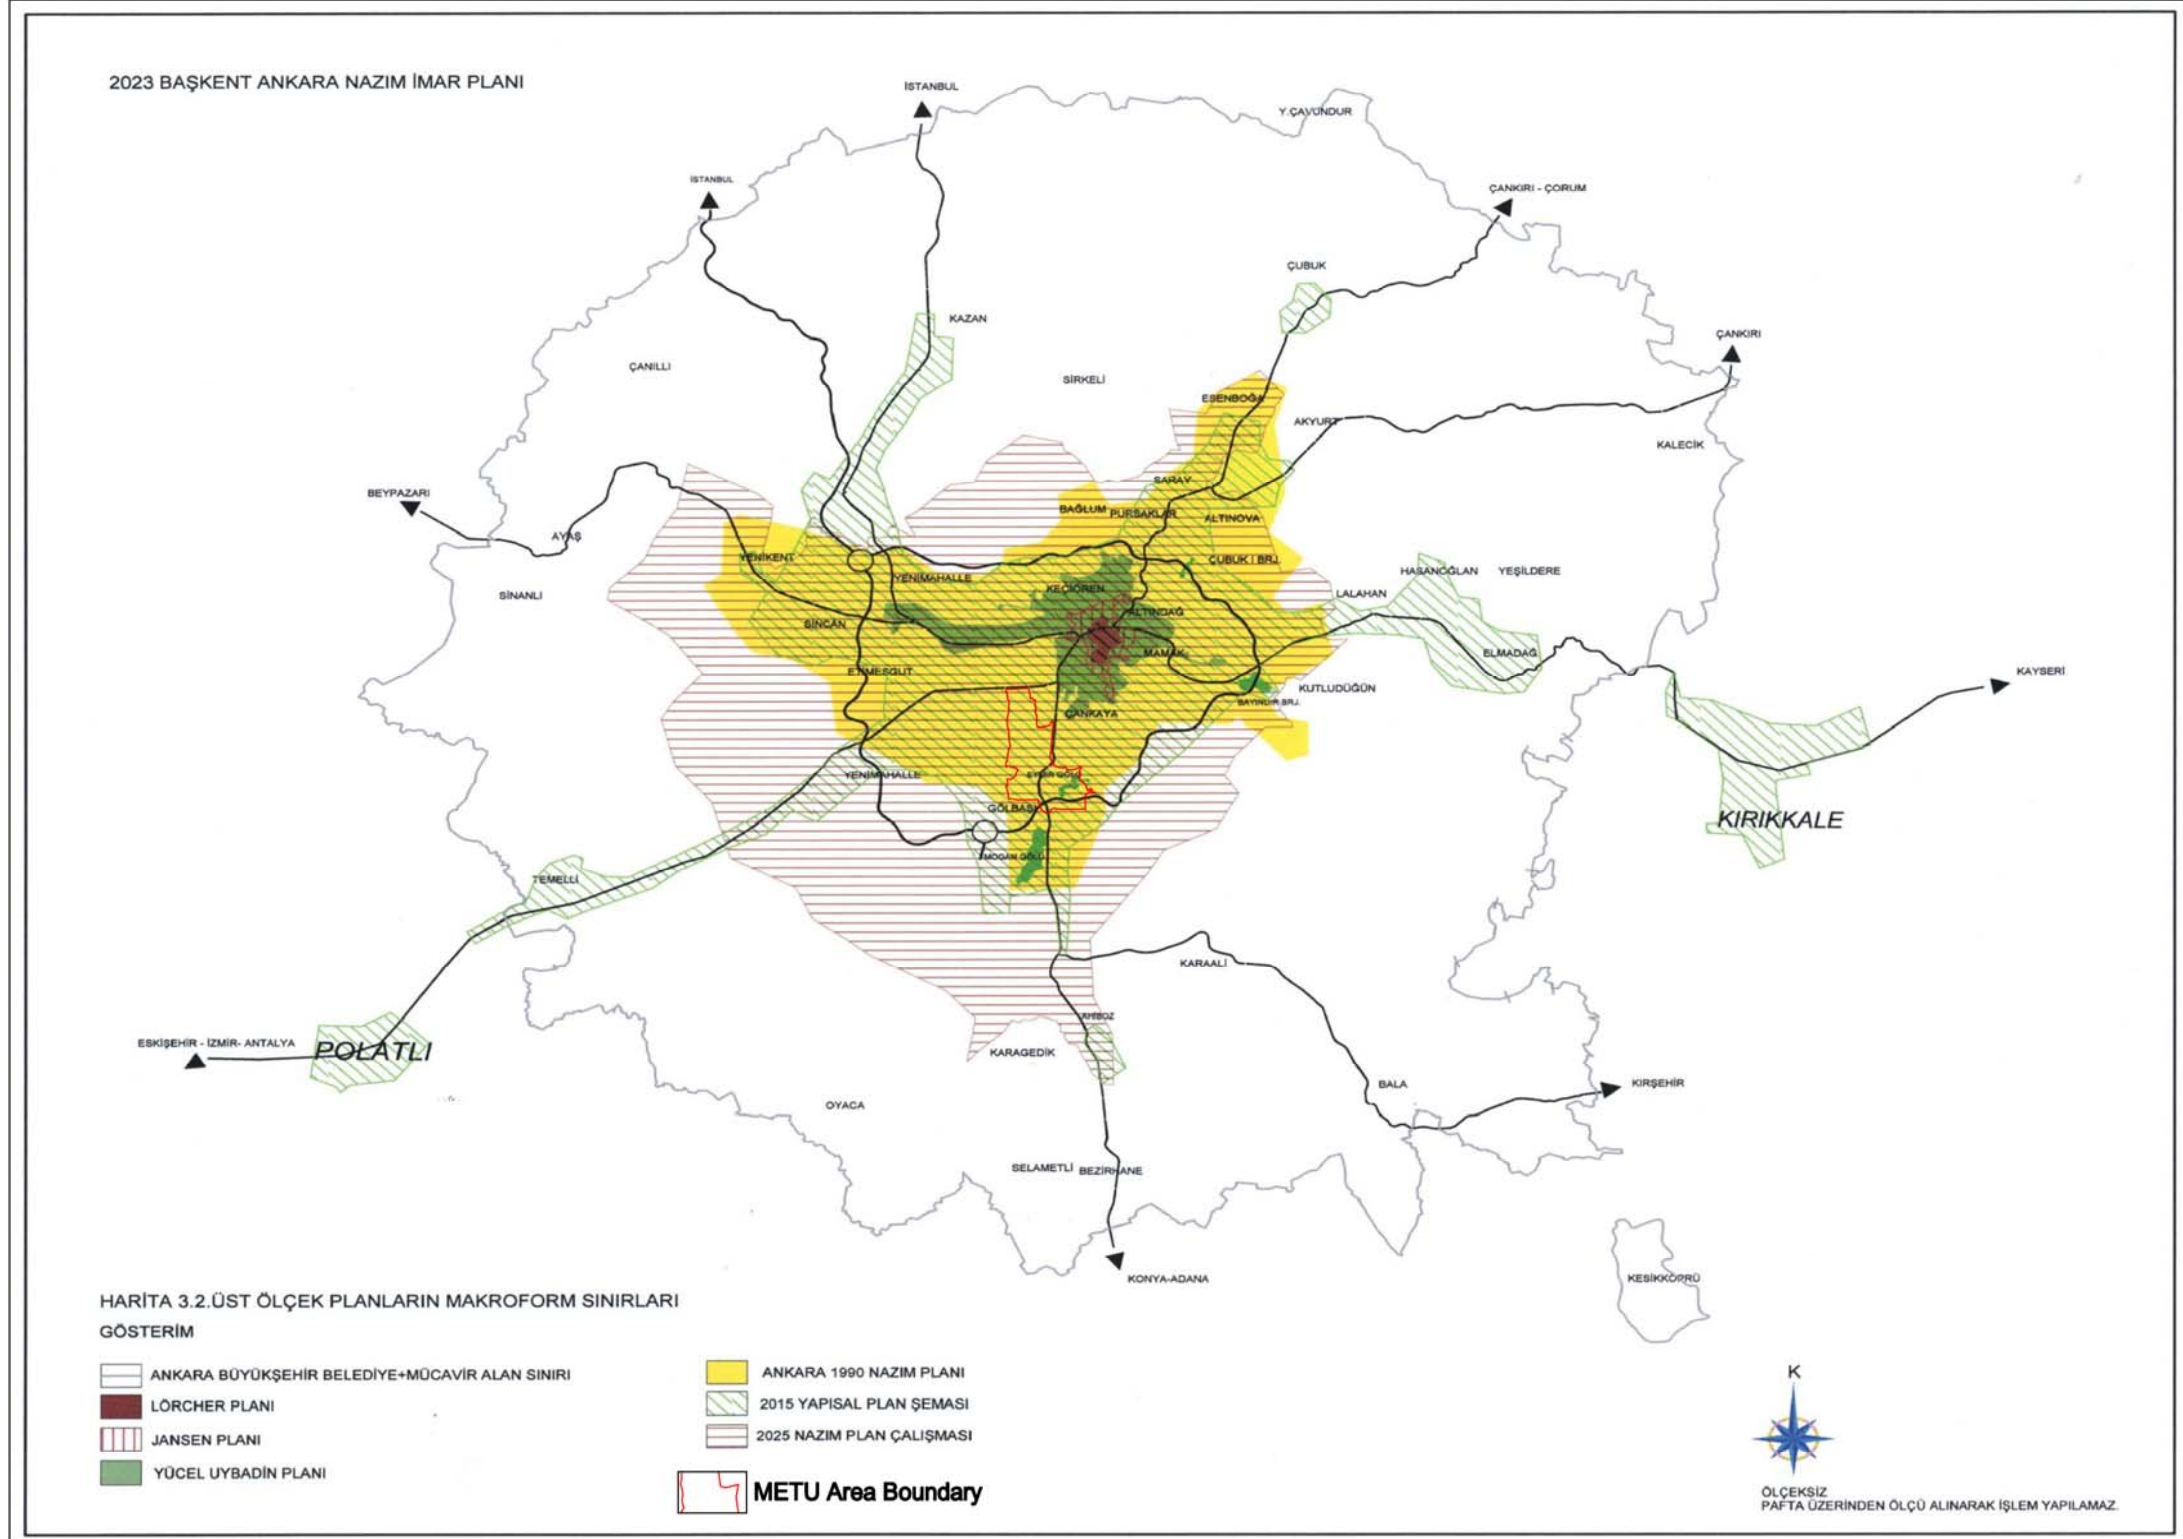 2023 BAŞKENT ANKARA NAZIM İMAR PLANI
İSTANBUL
Y.ÇAVUNDUR
İSTANBUL
ÇANKIRI - ÇORUM
ÇUBUK
KAZAN
ÇANKIRI
ÇANILLI
SİRKELİ
ESENBOĞA
AKYURT
KALECİK
SARAY
BEYPAZARI
BAĞLUM
PURSAKLAR
ALTINOVA
AYAŞ
YENİKENT
ÇUBUK I BRJ.
HASANOĞLAN
YEŞİLDERE
YENİMAHALLE
KEÇİÖREN
SİNANLI
LALAHAN
ALTINDAĞ
SİNCAN
MAMAK
ELMADAĞ
ETİMESGUT
KAYSERİ
KUTLUDÜĞÜN
BAYINDIR BRJ.
ÇANKAYA
YENİMAHALLE
EYMİR GÖLÜ
GÖLBAŞI
KIRIKKALE
MOGAN GÖLÜ
TEMELLİ
KARAALİ
AHİBOZ
ESKİŞEHİR - İZMİR- ANTALYA
POLATLI
KARAGEDİK
BALA
KIRŞEHİR
OYACA
SELAMETLİ
BEZİRHANE
KONYA-ADANA
KESİKKÖPRÜ
HARİTA 3.2.ÜST ÖLÇEK PLANLARIN MAKROFORM SINIRLARI
GÖSTERİM
ANKARA BÜYÜKŞEHİR BELEDİYE+MÜCAVİR ALAN SINIRI
LÖRCHER PLANI
JANSEN PLANI
YÜCEL UYBADİN PLANI
ANKARA 1990 NAZIM PLANI
2015 YAPISAL PLAN ŞEMASI
2025 NAZIM PLAN ÇALIŞMASI
METU Area Boundary
K
ÖLÇEKSİZ
PAFTA ÜZERİNDEN ÖLÇÜ ALINARAK İŞLEM YAPILAMAZ.